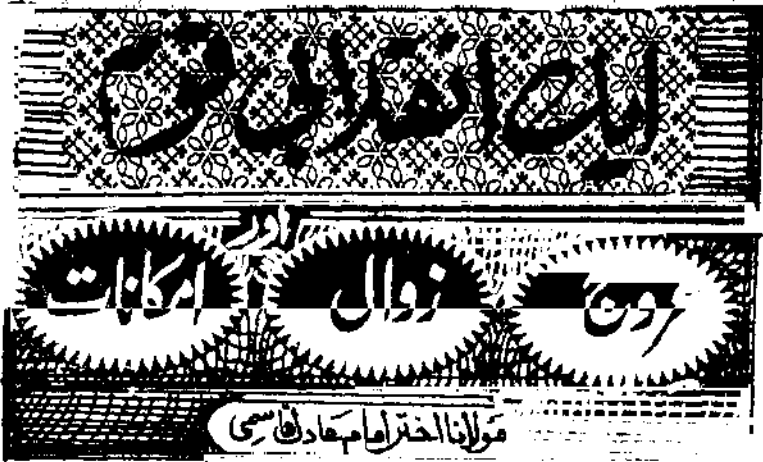 ایک انقلابی قوم
عروج زوال اور امکانات
مولانا اختر امام عادل قاسمی